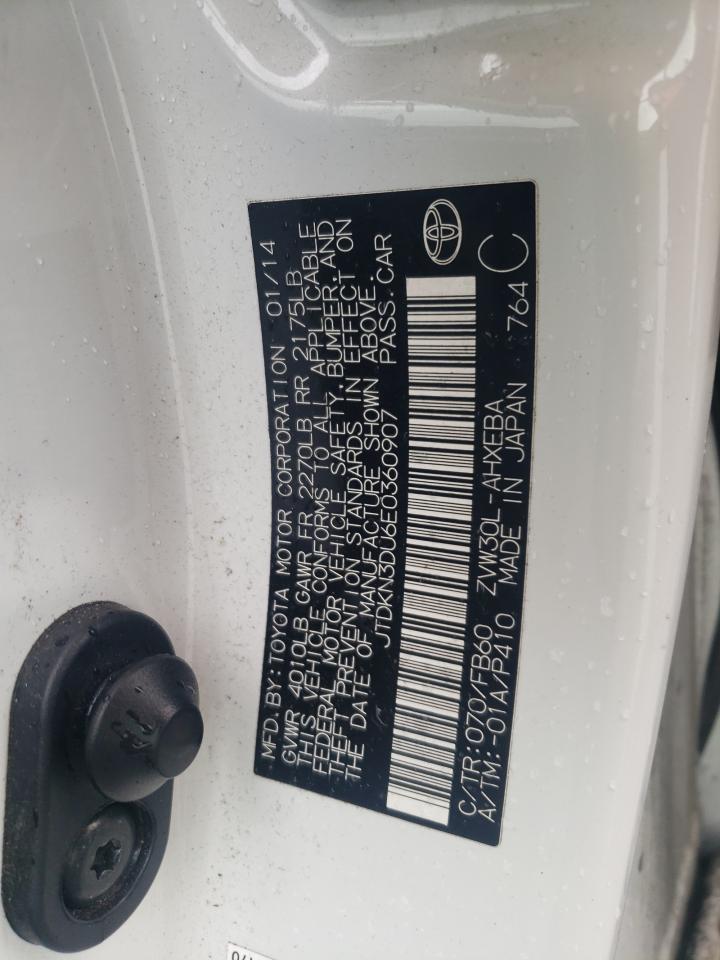 MFD. BY: TOYOTA MOTOR CORPORATION 01/14
GVWR 4010LB GAWR FR 2270LB RR 2175LB
THIS VEHICLE CONFORMS TO ALL APPLICABLE
FEDERAL MOTOR VEHICLE SAFETY, BUMPER, AND
THEFT PREVENTION STANDARDS IN EFFECT ON
THE DATE OF MANUFACTURE SHOWN ABOVE.
JTDKN3DU6E0360907 PASS. CAR
C/TR: 070/FB60 ZVW30L-AHXEBA
A/TM: -01A/P410 MADE IN JAPAN 764 C